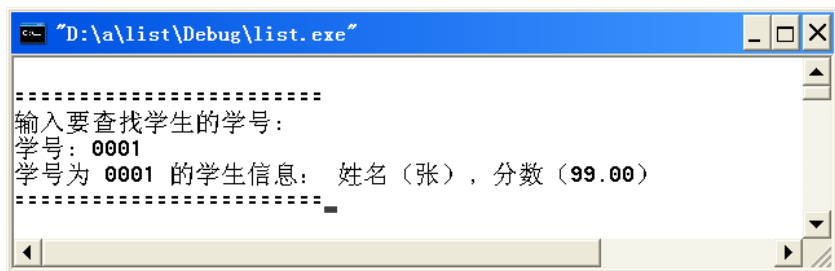 "D:\a\list\Debug\list.exe"
========================
输入要查找学生的学号:
学号: 0001
学号为 0001 的学生信息: 姓名（张）, 分数（99.00）
========================_